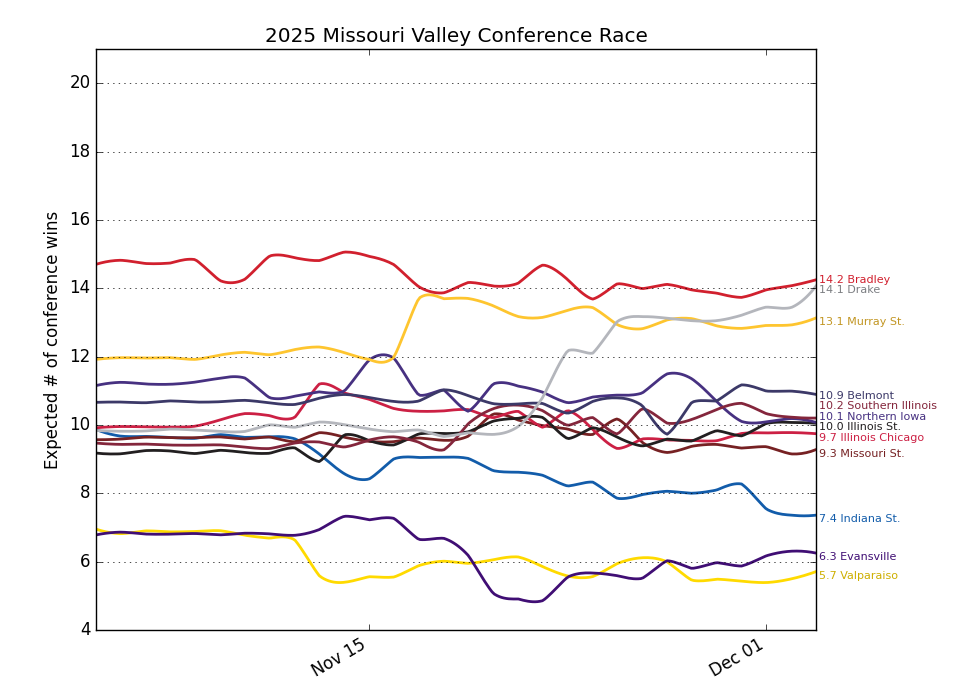 2025 Missouri Valley Conference Race
Expected # of conference wins
20
18
16
14
12
10
8
6
4
Nov 15
Dec 01
14.2 Bradley
14.1 Drake
13.1 Murray St.
10.9 Belmont
10.2 Southern Illinois
10.1 Northern Iowa
10.0 Illinois St.
9.7 Illinois Chicago
9.3 Missouri St.
7.4 Indiana St.
6.3 Evansville
5.7 Valparaiso